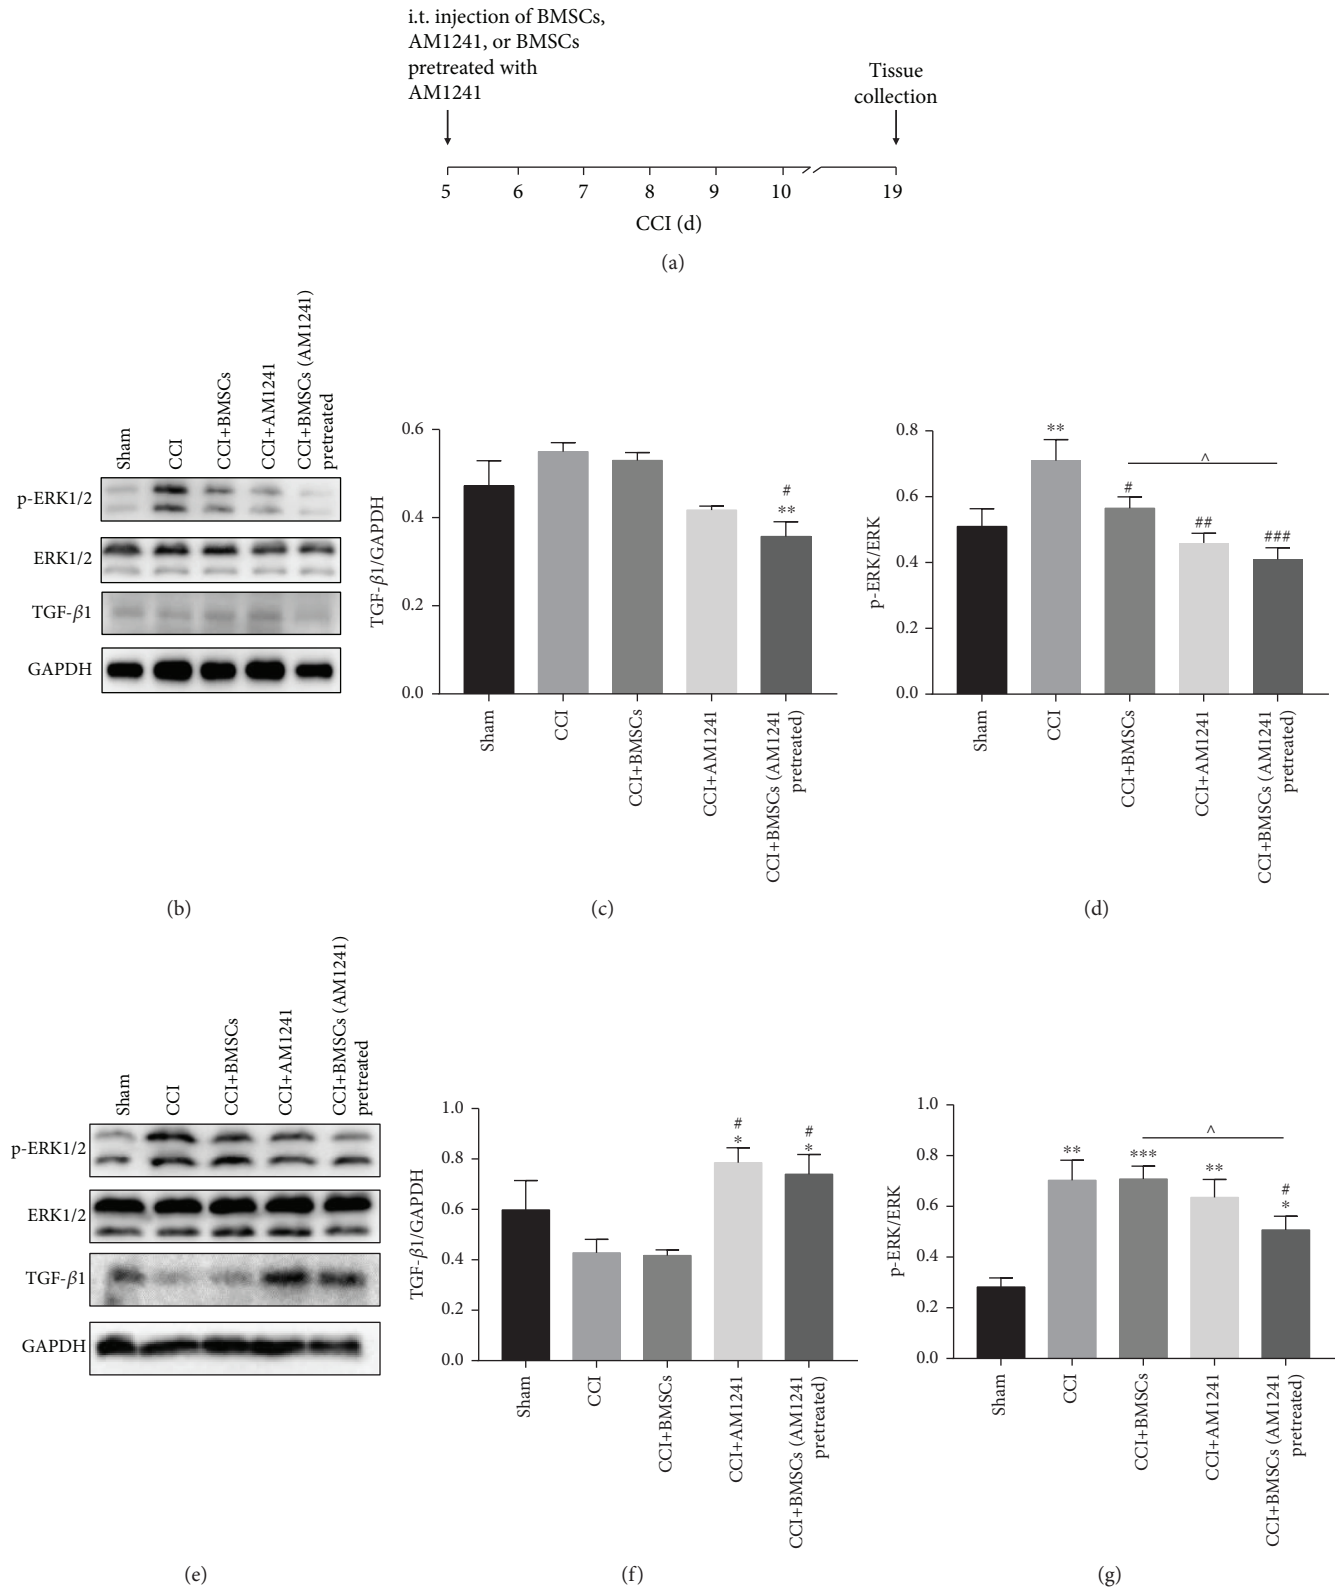 i.t. injection of BMSCs,
AM1241, or BMSCs
pretreated with
AM1241
Tissue
collection
5 6 7 8 9 10 19
CCI (d)
(a)
Sham
CCI
CCI+BMSCs
CCI+AM1241
CCI+BMSCs (AM1241)
pretreated
p-ERK1/2
ERK1/2
TGF-β1
GAPDH
(b)
TGF-β1/GAPDH
0.6
0.4
0.2
0.0
#
**
Sham
CCI
CCI+BMSCs
CCI+AM1241
CCI+BMSCs (AM1241
pretreated)
(c)
p-ERK/ERK
0.8
0.6
0.4
0.2
0.0
**
#
^
##
###
Sham
CCI
CCI+BMSCs
CCI+AM1241
CCI+BMSCs (AM1241
pretreated)
(d)
Sham
CCI
CCI+BMSCs
CCI+AM1241
CCI+BMSCs (AM1241)
pretreated
p-ERK1/2
ERK1/2
TGF-β1
GAPDH
(e)
TGF-β1/GAPDH
1.0
0.8
0.6
0.4
0.2
0.0
#
*
#
*
Sham
CCI
CCI+BMSCs
CCI+AM1241
CCI+BMSCs (AM1241
pretreated)
(f)
p-ERK/ERK
1.0
0.8
0.6
0.4
0.2
0.0
**
***
^
**
#
*
Sham
CCI
CCI+BMSCs
CCI+AM1241
CCI+BMSCs (AM1241
pretreated)
(g)